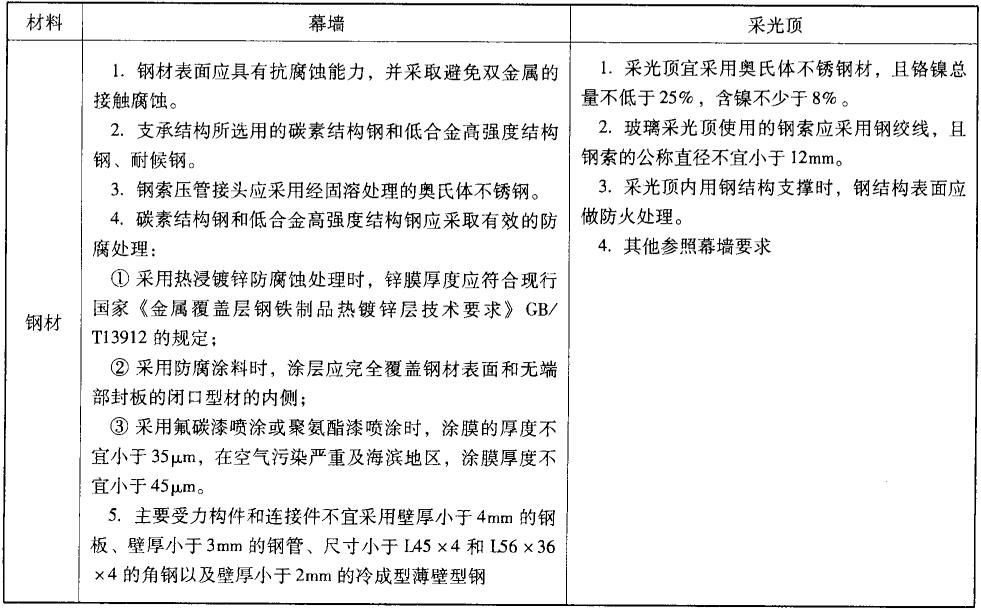 材料
幕墙
采光顶
钢材
1. 钢材表面应具有抗腐蚀能力，并采取避免双金属的
接触腐蚀。
2. 支承结构所选用的碳素结构钢和低合金高强度结构
钢、耐候钢。
3. 钢索压管接头应采用经固溶处理的奥氏体不锈钢。
4. 碳素结构钢和低合金高强度结构钢应采取有效的防
腐处理：
① 采用热浸镀锌防腐蚀处理时，锌膜厚度应符合现行
国家《金属覆盖层钢铁制品热镀锌层技术要求》GB/
T13912 的规定；
② 采用防腐涂料时，涂层应完全覆盖钢材表面和无端
部封板的闭口型材的内侧；
③ 采用氟碳漆喷涂或聚氨酯漆喷涂时，涂膜的厚度不
宜小于 35μm，在空气污染严重及海滨地区，涂膜厚度不
宜小于 45μm。
5. 主要受力构件和连接件不宜采用壁厚小于 4mm 的钢
板、壁厚小于 3mm 的钢管、尺寸小于 L45 × 4 和 L56 × 36
× 4 的角钢以及壁厚小于 2mm 的冷成型薄壁型钢
1. 采光顶宜采用奥氏体不锈钢材，且铬镍总
量不低于 25%，含镍不少于 8%。
2. 玻璃采光顶使用的钢索应采用钢绞线，且
钢索的公称直径不宜小于 12mm。
3. 采光顶内用钢结构支撑时，钢结构表面应
做防火处理。
4. 其他参照幕墙要求